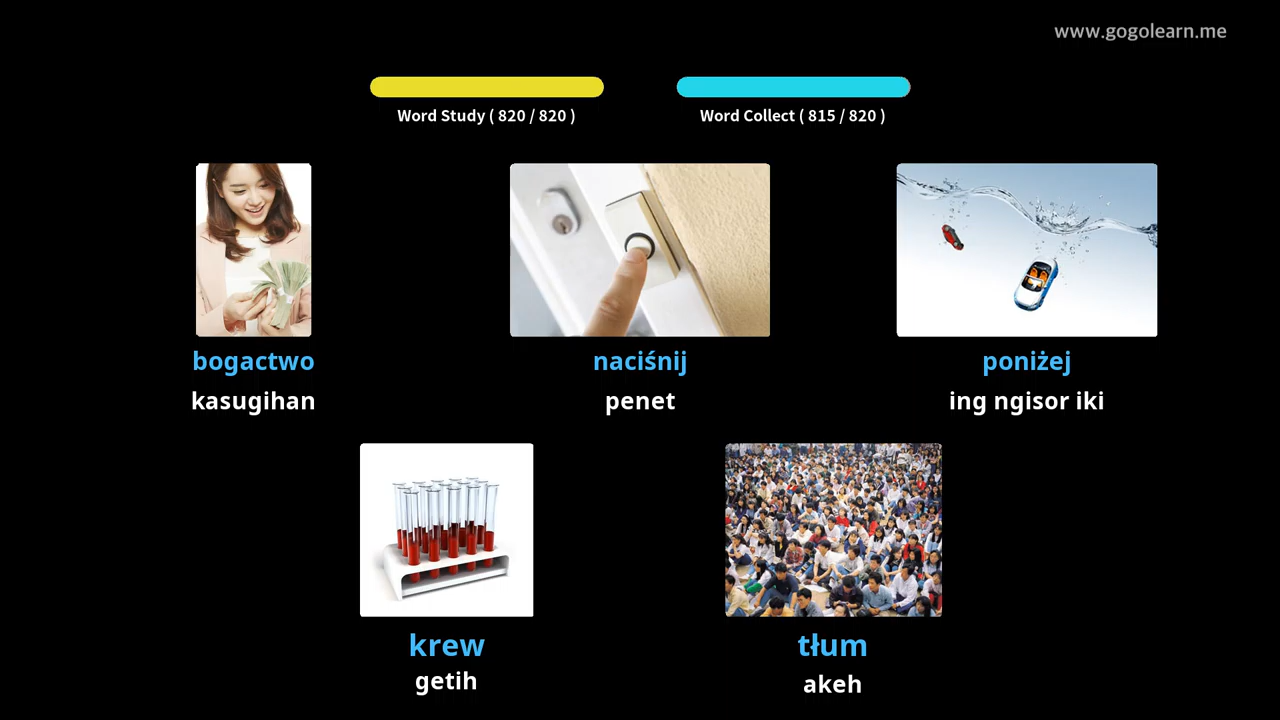 www.gogolearn.me
Word Study ( 820 / 820 )
Word Collect ( 815 / 820 )
bogactwo
kasugihan
naciśnij
penet
poniżej
ing ngisor iki
krew
getih
tłum
akeh